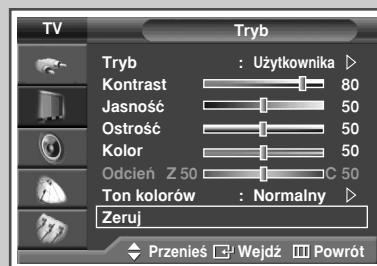 TV Tryb
Tryb : Użytkownika
Kontrast 80
Jasność 50
Ostrość 50
Kolor 50
Odcień Z 50 C 50
Ton kolorów : Normalny
Zeruj
Przenieś Wejdź Powrót